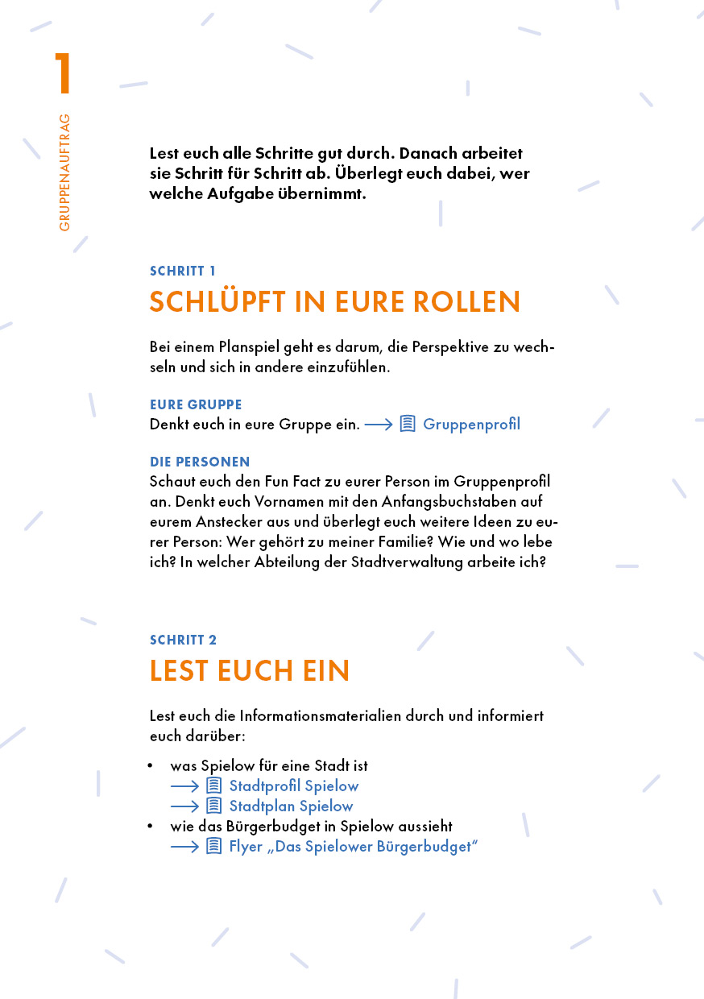 1
GRUPPENAUFTRAG
Lest euch alle Schritte gut durch. Danach arbeitet
sie Schritt für Schritt ab. Überlegt euch dabei, wer
welche Aufgabe übernimmt.
SCHRITT 1
SCHLÜPFT IN EURE ROLLEN
Bei einem Planspiel geht es darum, die Perspektive zu wech-
seln und sich in andere einzufühlen.
EURE GRUPPE
Denkt euch in eure Gruppe ein. → Gruppenprofil
DIE PERSONEN
Schaut euch den Fun Fact zu eurer Person im Gruppenprofil
an. Denkt euch Vornamen mit den Anfangsbuchstaben auf
eurem Anstecker aus und überlegt euch weitere Ideen zu eu-
rer Person: Wer gehört zu meiner Familie? Wie und wo lebe
ich? In welcher Abteilung der Stadtverwaltung arbeite ich?
SCHRITT 2
LEST EUCH EIN
Lest euch die Informationsmaterialien durch und informiert
euch darüber:
• was Spielow für eine Stadt ist
→ Stadtprofil Spielow
→ Stadtplan Spielow
• wie das Bürgerbudget in Spielow aussieht
→ Flyer „Das Spielower Bürgerbudget“